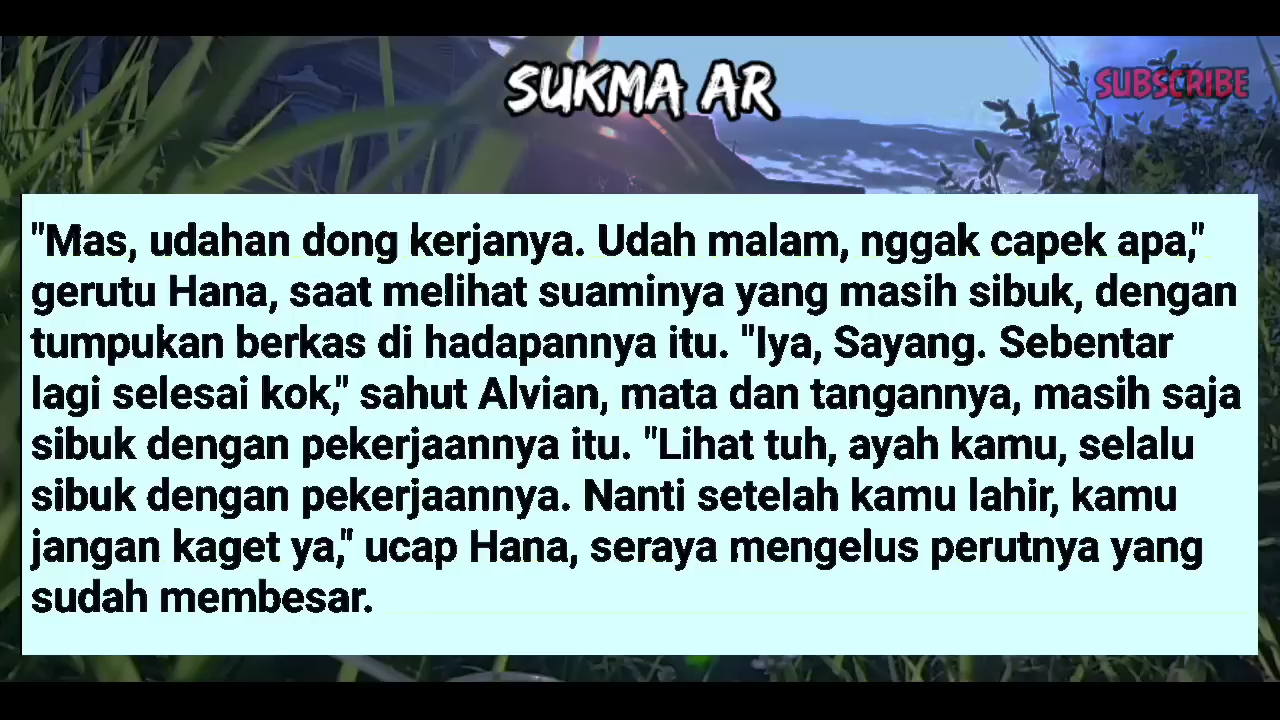 SUKMA AR
SUBSCRIBE
"Mas, udahan dong kerjanya. Udah malam, nggak capek apa,"
gerutu Hana, saat melihat suaminya yang masih sibuk, dengan
tumpukan berkas di hadapannya itu. "Iya, Sayang. Sebentar
lagi selesai kok," sahut Alvian, mata dan tangannya, masih saja
sibuk dengan pekerjaannya itu. "Lihat tuh, ayah kamu, selalu
sibuk dengan pekerjaannya. Nanti setelah kamu lahir, kamu
jangan kaget ya," ucap Hana, seraya mengelus perutnya yang
sudah membesar.